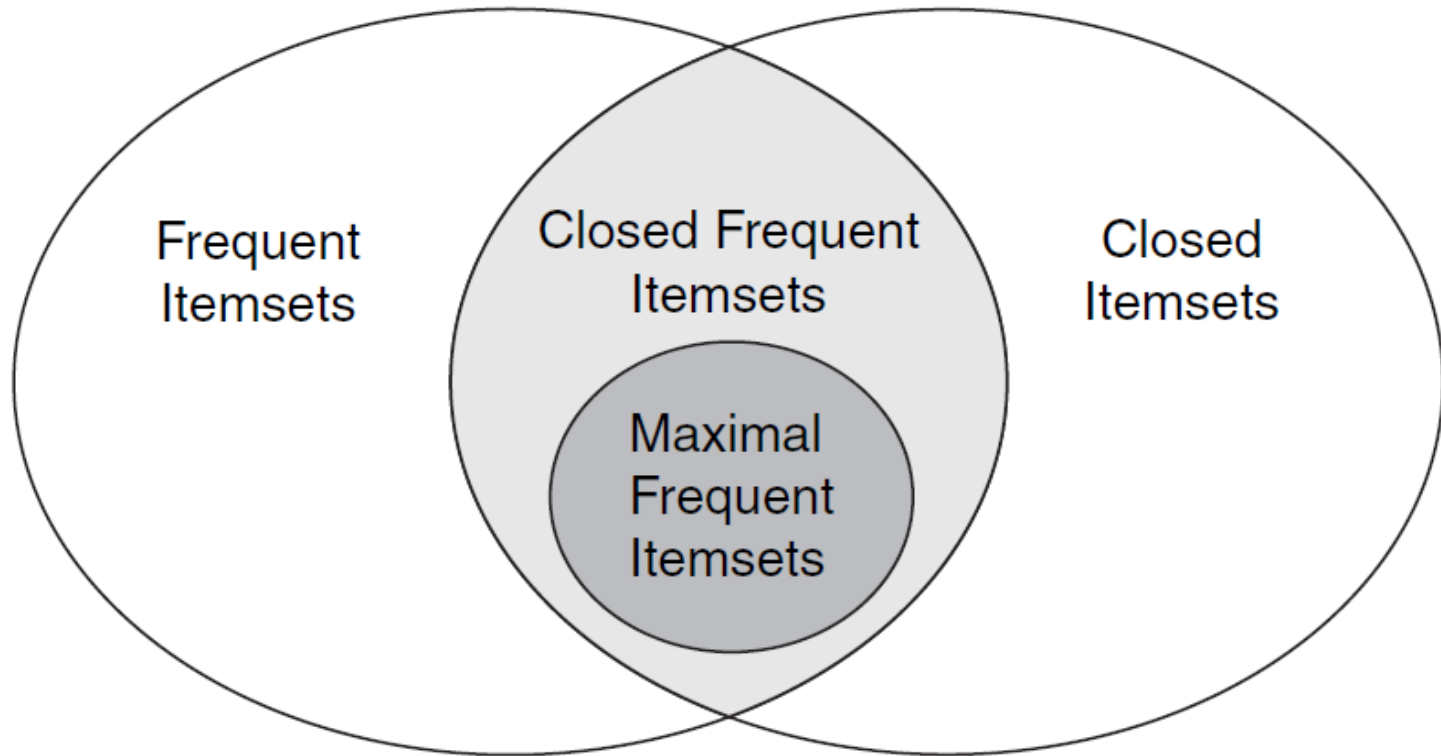 Frequent
Itemsets
Closed Frequent
Itemsets
Closed
Itemsets
Maximal
Frequent
Itemsets